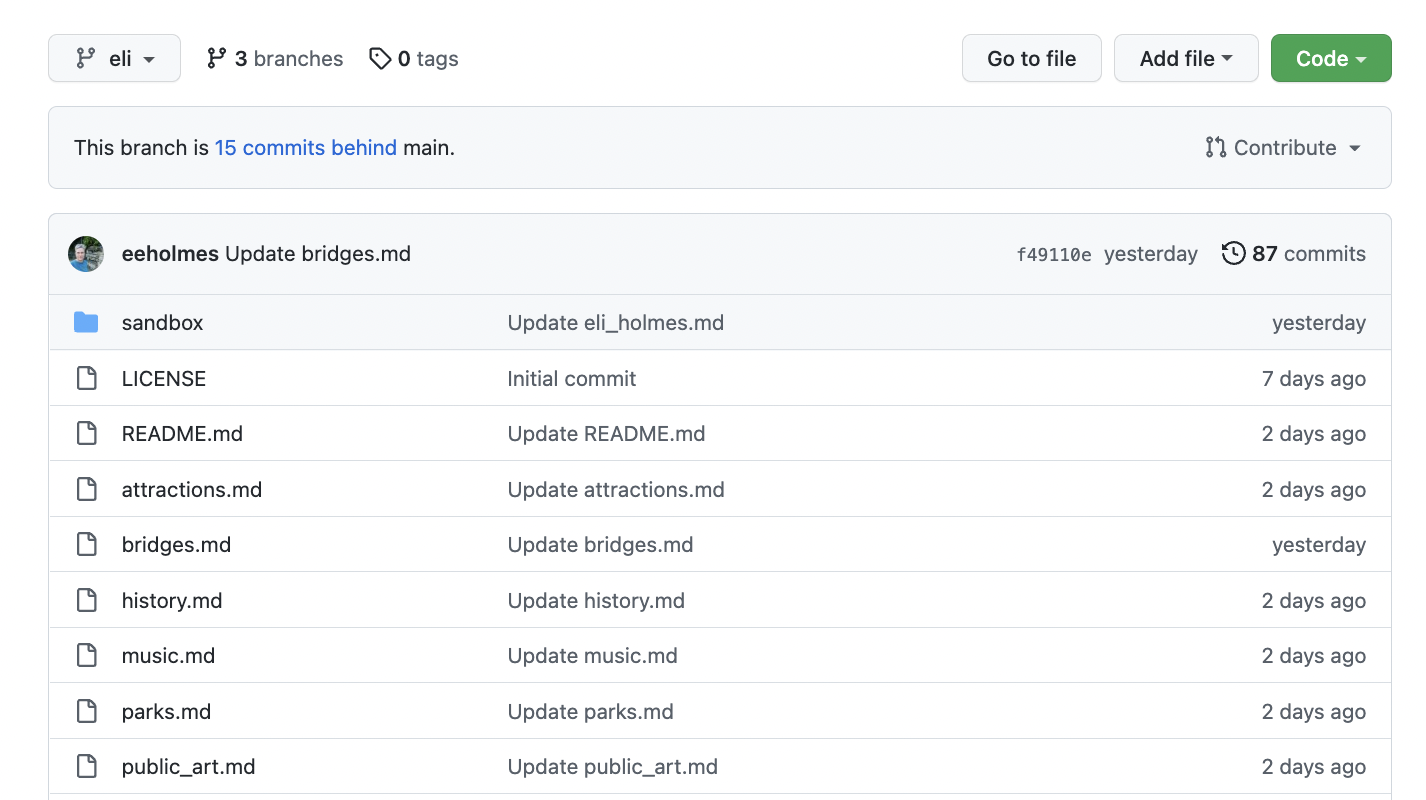 eli 3 branches 0 tags Go to file Add file Code
This branch is 15 commits behind main. Contribute
eeholmes Update bridges.md f49110e yesterday 87 commits
sandbox Update eli_holmes.md yesterday
LICENSE Initial commit 7 days ago
README.md Update README.md 2 days ago
attractions.md Update attractions.md 2 days ago
bridges.md Update bridges.md yesterday
history.md Update history.md 2 days ago
music.md Update music.md 2 days ago
parks.md Update parks.md 2 days ago
public_art.md Update public_art.md 2 days ago